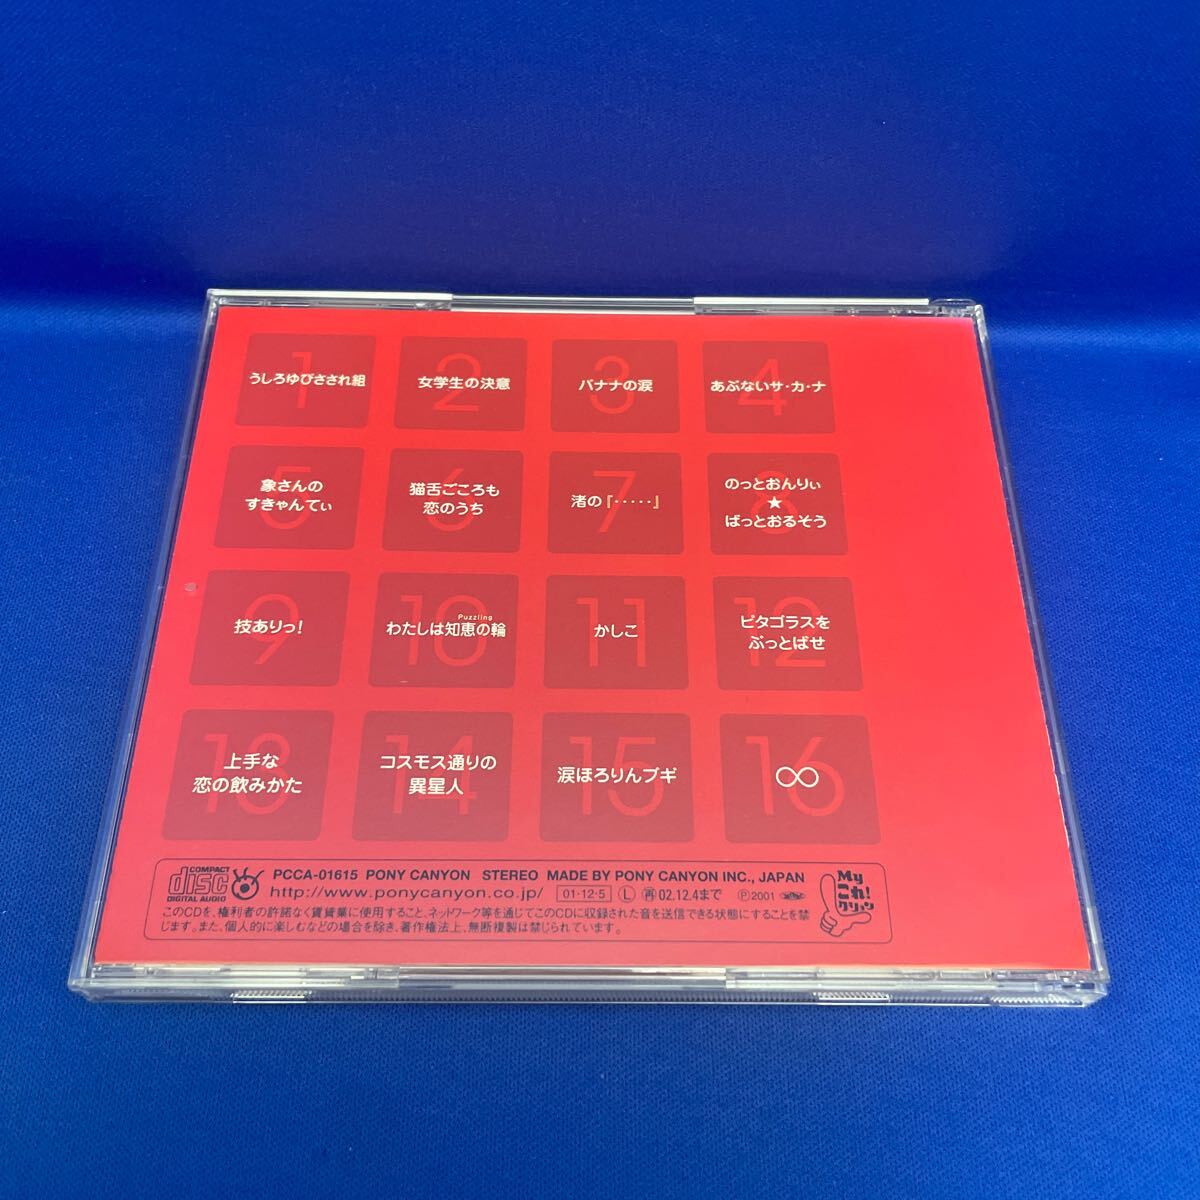 1
うしろゆびさされ組
2
女学生の決意
3
バナナの涙
4
あぶないサ・カ・ナ
5
象さんの
すきゃんてぃ
6
猫舌ごころも
恋のうち
7
渚の『・・・・・』
8
のっとおんりぃ
★
ばっとおるそう
9
技ありっ!
10
Puzzling
わたしは知恵の輪
11
かしこ
12
ピタゴラスを
ぶっとばせ
13
上手な
恋の飲みかた
14
コスモス通りの
異星人
15
涙ほろりんブギ
16
∞
COMPACT
disc
DIGITAL AUDIO
PCCA-01615 PONY CANYON STEREO MADE BY PONY CANYON INC., JAPAN
http://www.ponycanyon.co.jp/ 01・12・5 L 再 02.12.4まで Ⓟ2001
このCDを、権利者の許諾なく賃貸業に使用すること、ネットワーク等を通じてこのCDに収録された音を送信できる状態にすることを禁
じます。また、個人的に楽しむなどの場合を除き、著作権法上、無断複製は禁じられています。
My
これ!
クション